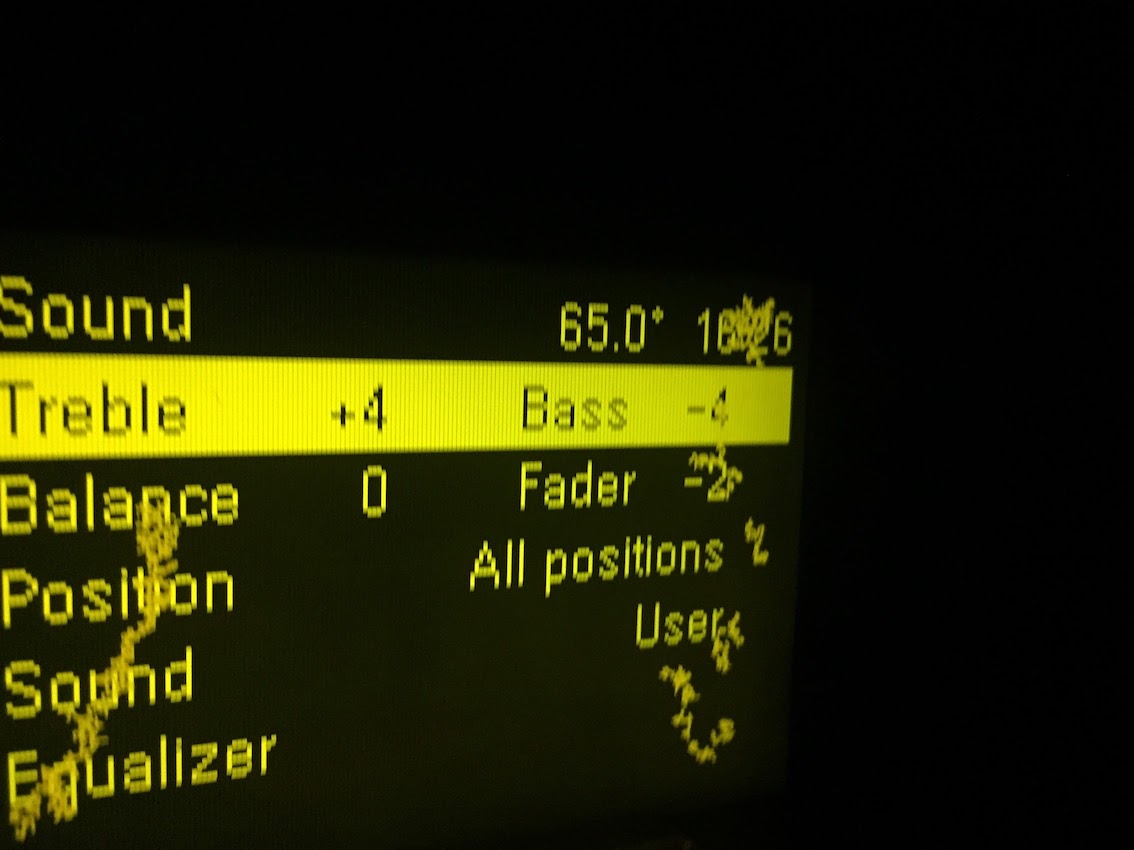 Sound 65.0°
Treble +4 Bass -4
Balance 0 Fader
Position All positions
Sound User
Equalizer